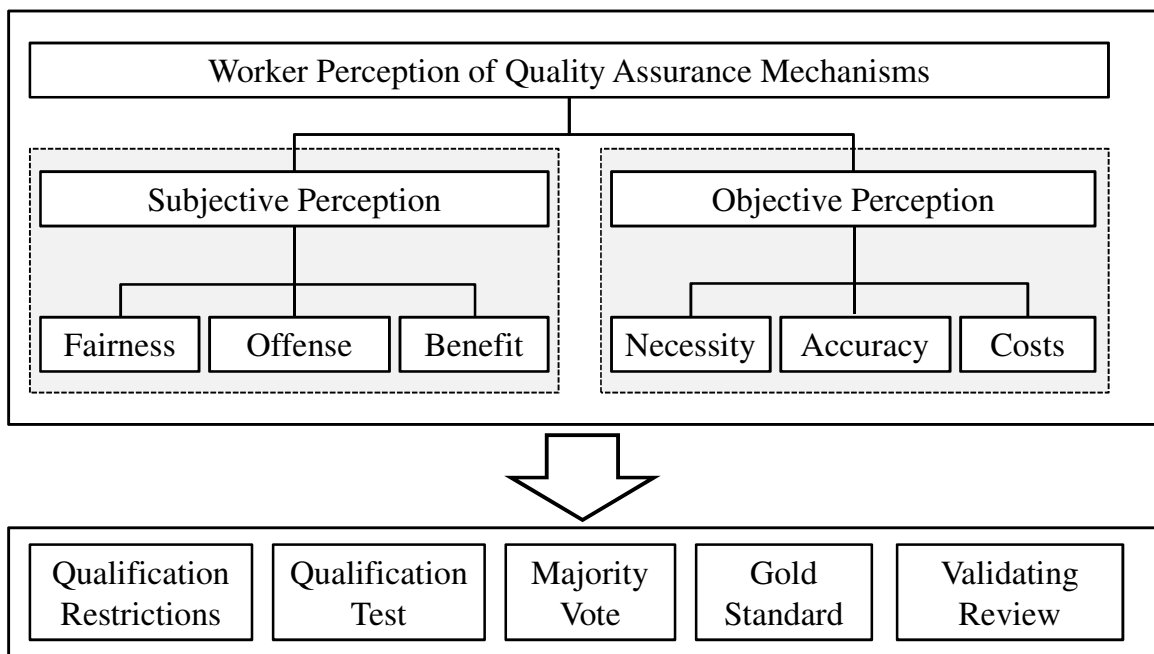 Worker Perception of Quality Assurance Mechanisms
Subjective Perception
Objective Perception
Fairness
Offense
Benefit
Necessity
Accuracy
Costs
Qualification
Restrictions
Qualification
Test
Majority
Vote
Gold
Standard
Validating
Review